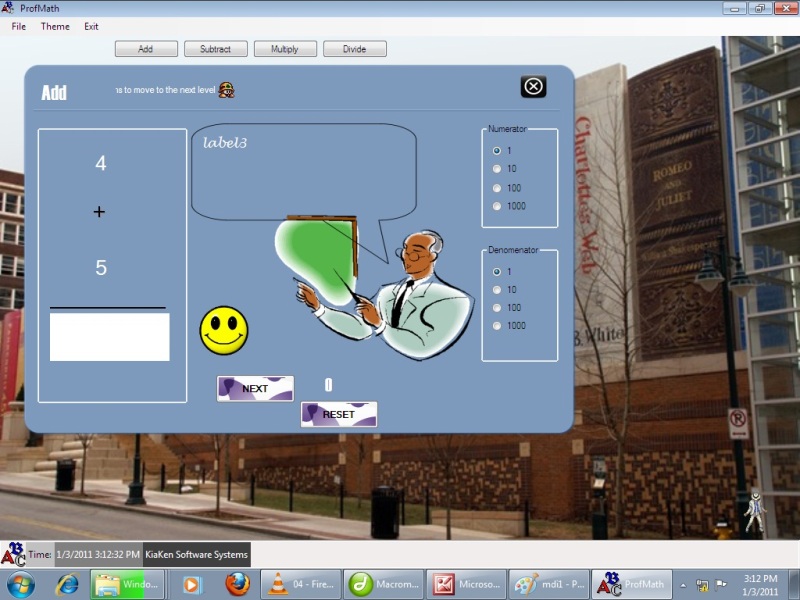 ProfMath
File Theme Exit
Add Subtract Multiply Divide
Add
ns to move to the next level
4
+
5
label3
Numerator
1
10
100
1000
Denomenator
1
10
100
1000
NEXT
0
RESET
Charlotte's Web
E.B. White
ROMEO
AND
JULIET
William Shakespeare
R
Time: 1/3/2011 3:12:32 PM KiaKen Software Systems
Windo...
04 - Fire...
Macrom...
Microso...
mdi1 - P...
ProfMath
3:12 PM
1/3/2011